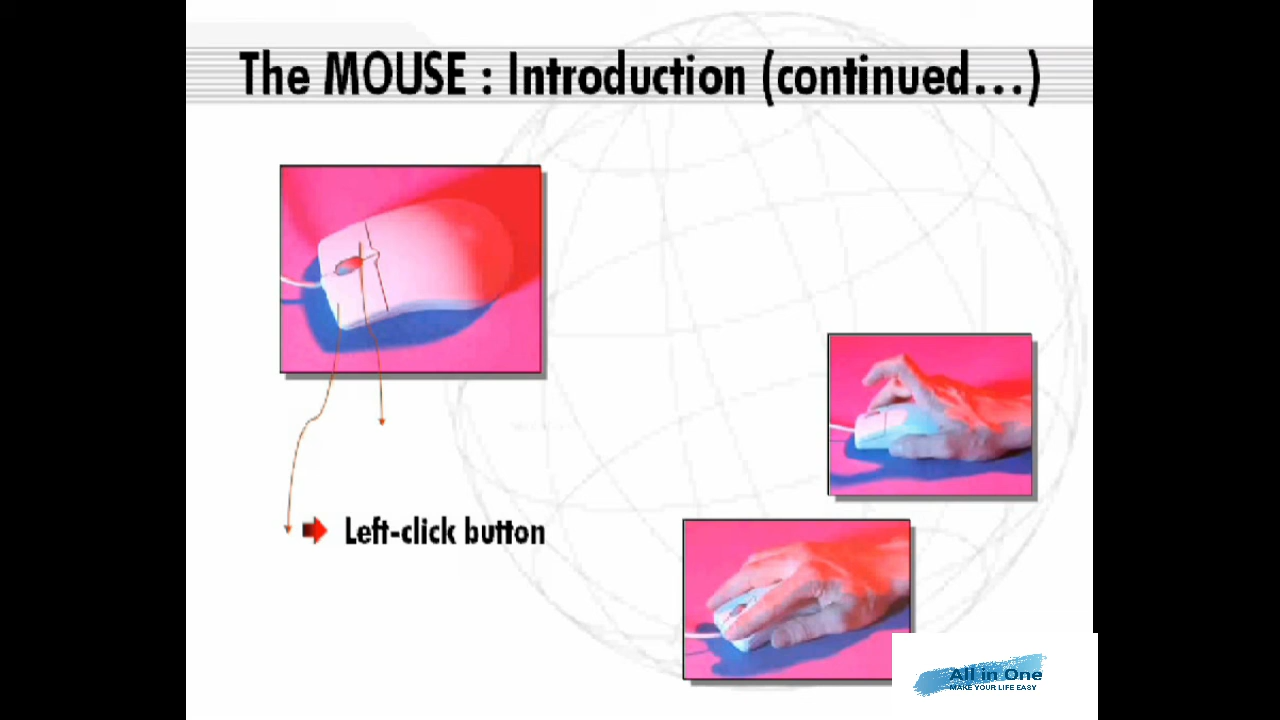 The MOUSE : Introduction (continued...)
Left-click button
All in One
MAKE YOUR LIFE EASY